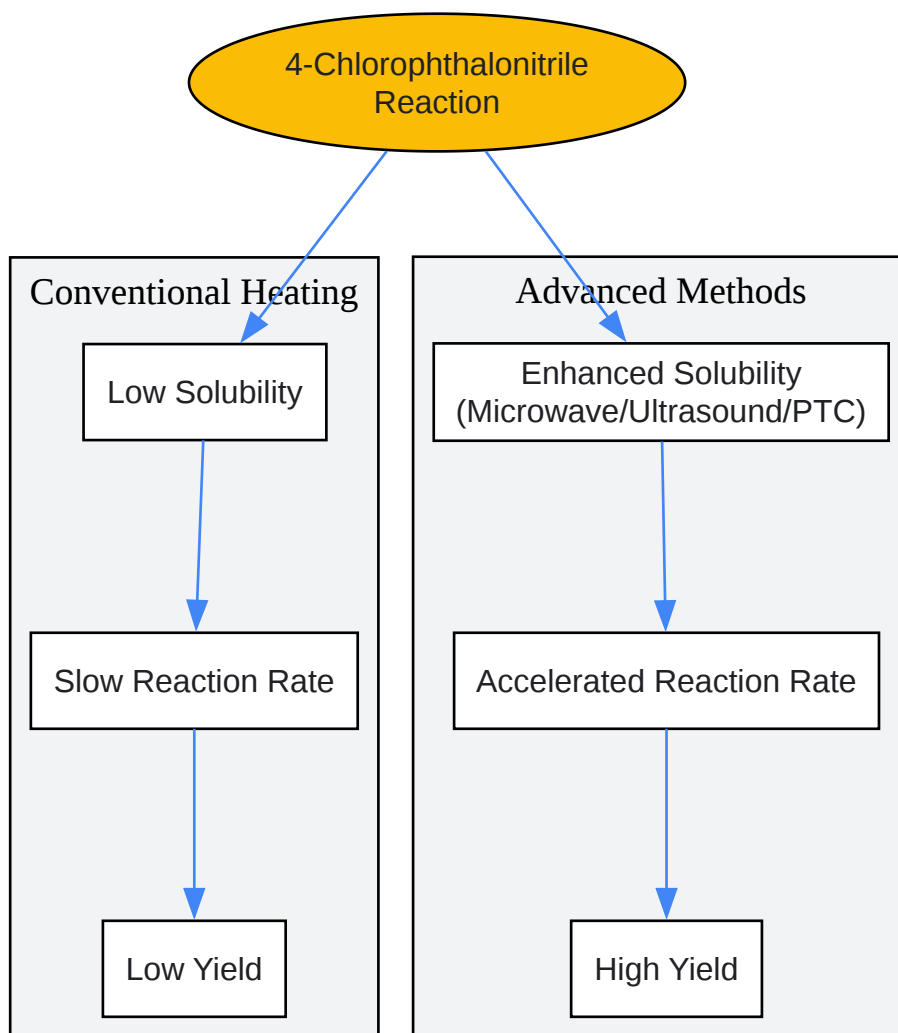 4-Chlorophthalonitrile
Reaction
Conventional Heating
Low Solubility
Slow Reaction Rate
Low Yield
Advanced Methods
Enhanced Solubility
(Microwave/Ultrasound/PTC)
Accelerated Reaction Rate
High Yield